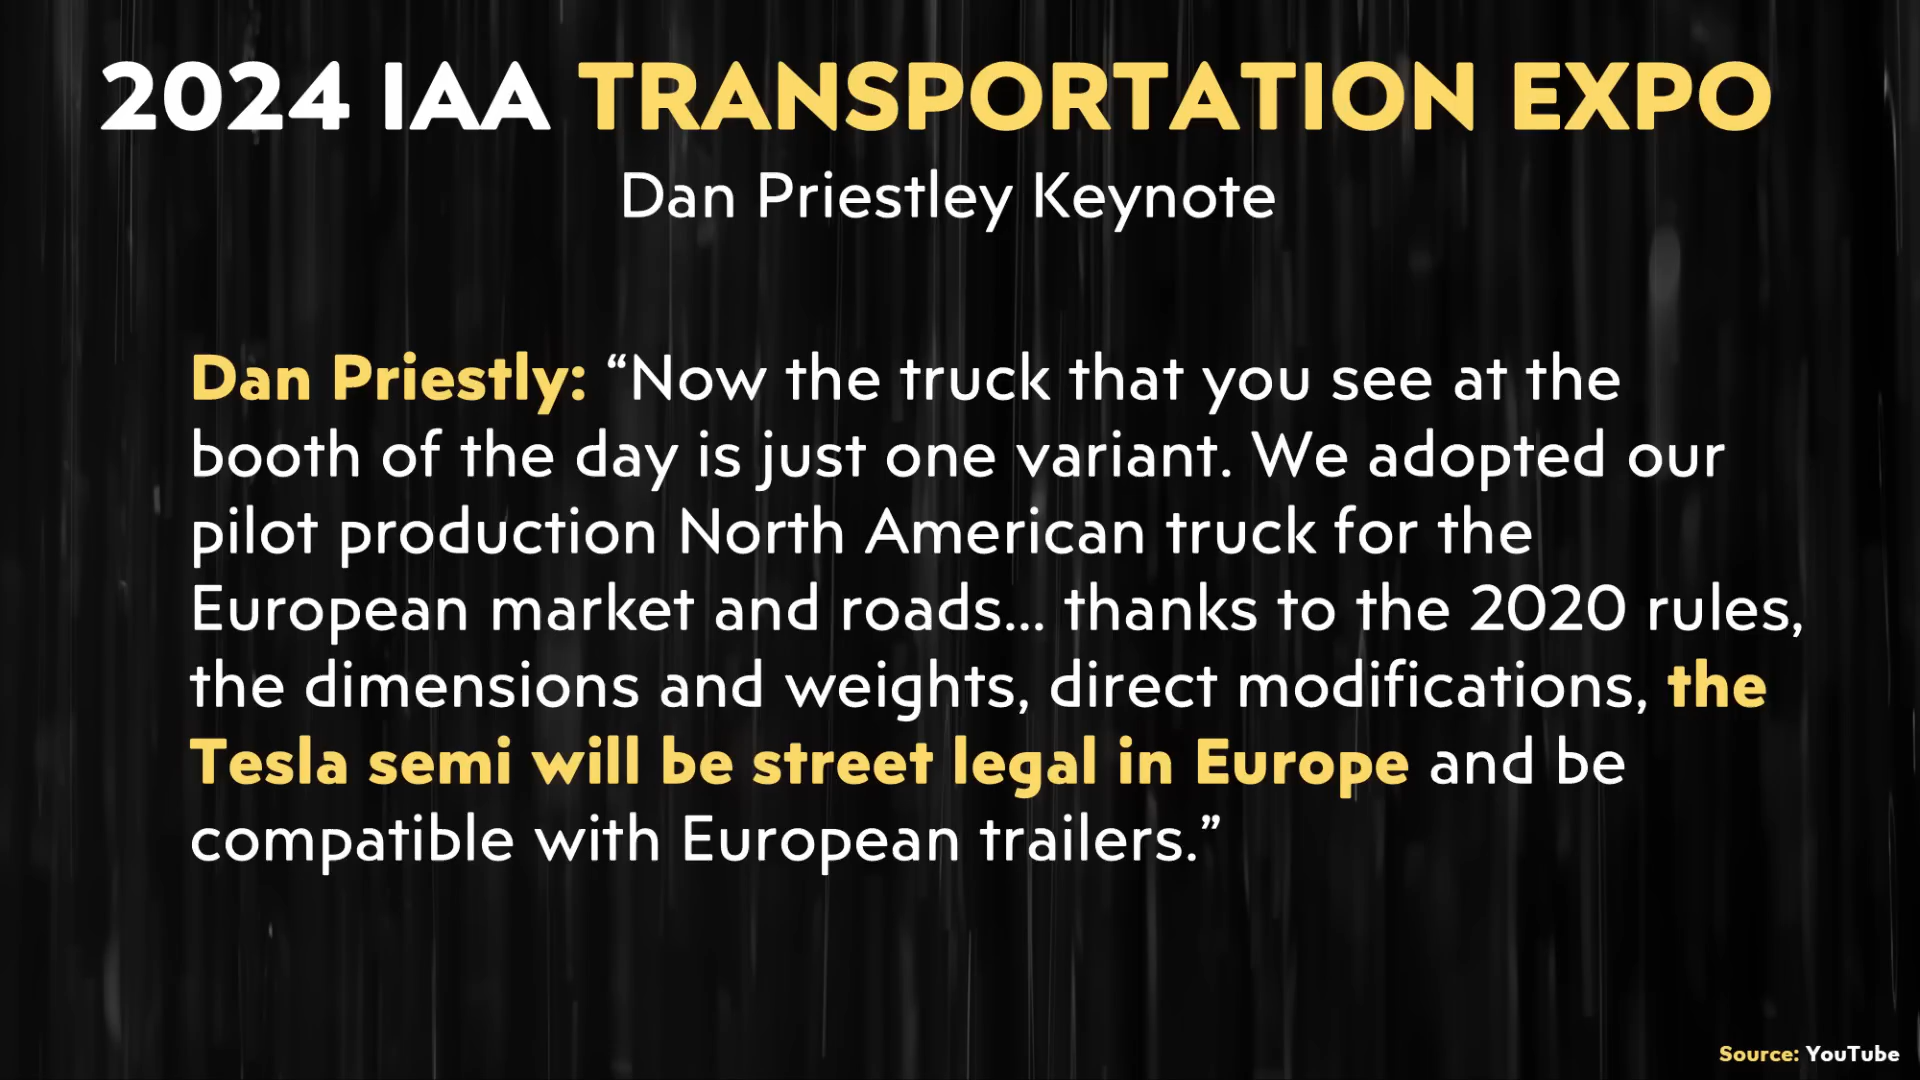 2024 IAA TRANSPORTATION EXPO
Dan Priestley Keynote
Dan Priestly: “Now the truck that you see at the
booth of the day is just one variant. We adopted our
pilot production North American truck for the
European market and roads... thanks to the 2020 rules,
the dimensions and weights, direct modifications, the
Tesla semi will be street legal in Europe and be
compatible with European trailers.”
Source: YouTube